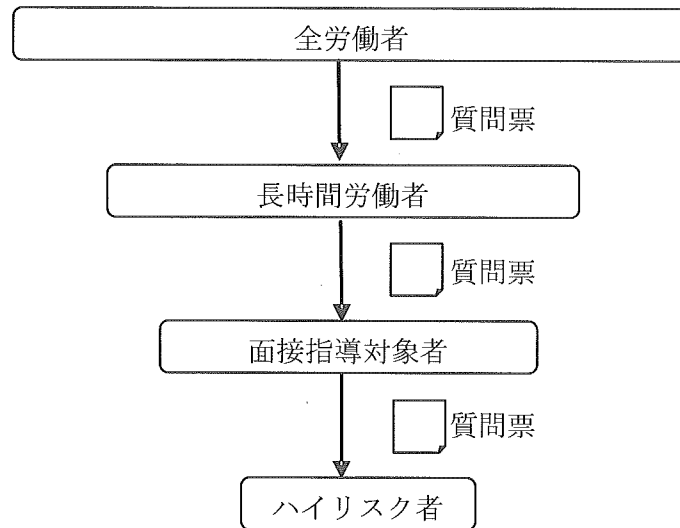 全労働者
質問票
長時間労働者
質問票
面接指導対象者
質問票
ハイリスク者